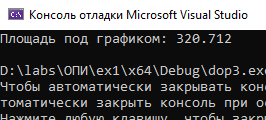 Консоль отладки Microsoft Visual Studio
Площадь под графиком: 320.712
D:\labs\ОПИ\ex1\x64\Debug\dop3.exe
Чтобы автоматически закрывать конс
томатически закрыть консоль при ос
Нажмите любую клавишу, чтобы закр